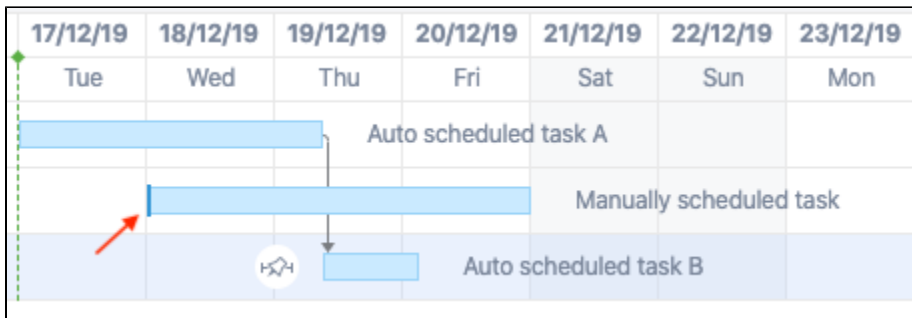 17/12/19 18/12/19 19/12/19 20/12/19 21/12/19 22/12/19 23/12/19
Tue Wed Thu Fri Sat Sun Mon
Auto scheduled task A
Manually scheduled task
Auto scheduled task B